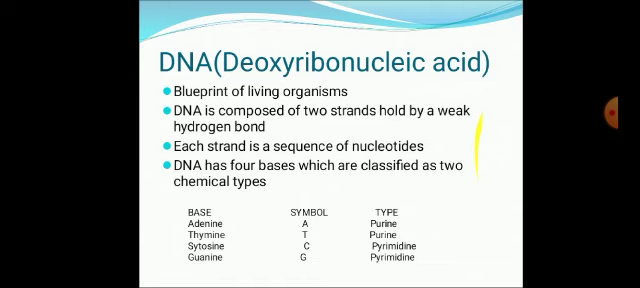 DNA(Deoxyribonucleic acid)
Blueprint of living organisms
DNA is composed of two strands hold by a weak
hydrogen bond
Each strand is a sequence of nucleotides
DNA has four bases which are classified as two
chemical types
BASE SYMBOL TYPE
Adenine A Purine
Thymine T Purine
Sytosine C Pyrimidine
Guanine G Pyrimidine